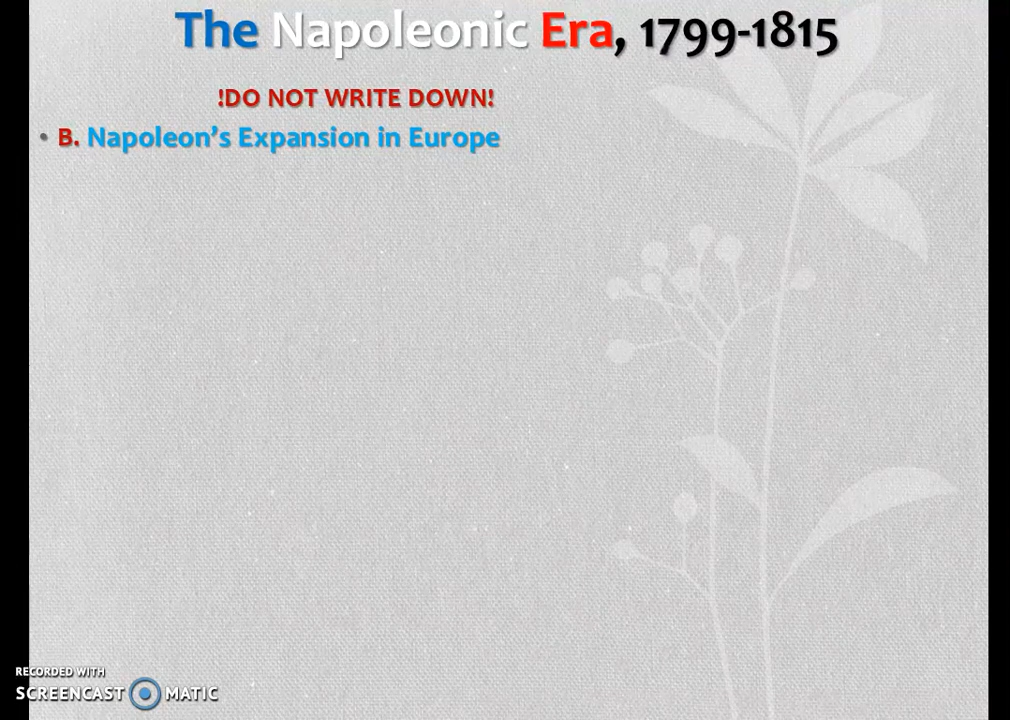 The Napoleonic Era, 1799-1815
!DO NOT WRITE DOWN!
• B. Napoleon’s Expansion in Europe
RECORDED WITH
SCREENCAST MATIC